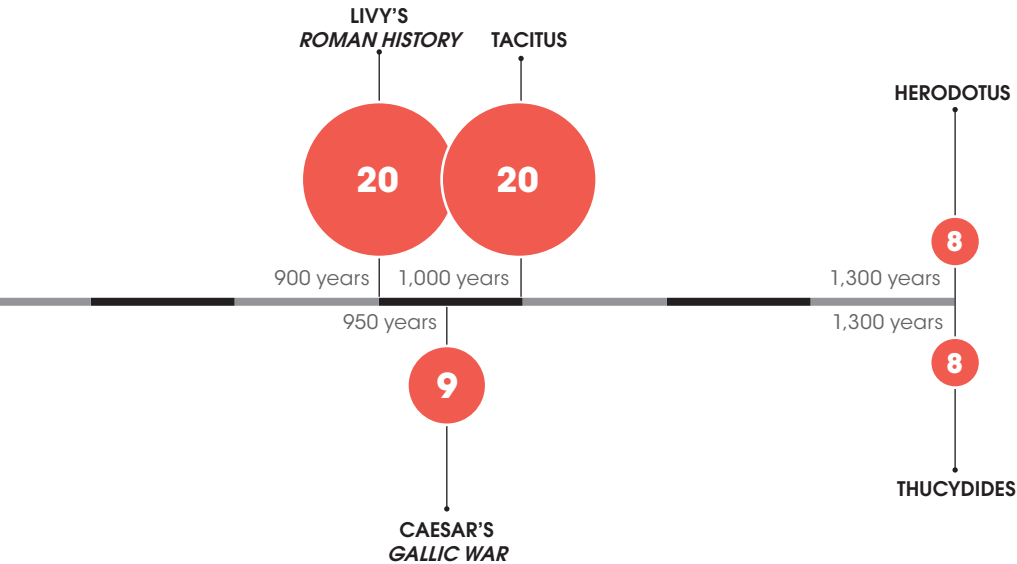 LIVY'S
ROMAN HISTORY
TACITUS
HERODOTUS
20
20
8
900 years
1,000 years
1,300 years
950 years
1,300 years
9
8
THUCYDIDES
CAESAR'S
GALLIC WAR